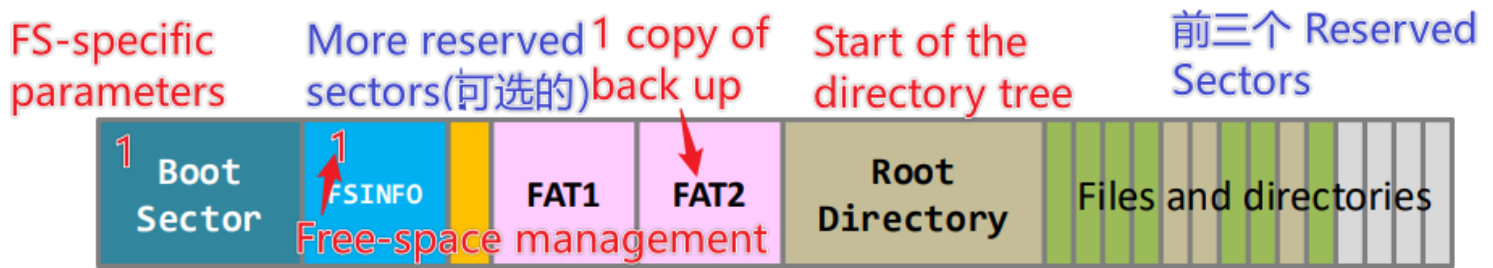 FS-specific
parameters
More reserved
sectors(可选的)
1 copy of
back up
Start of the
directory tree
前三个 Reserved
Sectors
1
Boot
Sector
1
FSINFO
FAT1
FAT2
Root
Directory
Files and directories
Free-space management